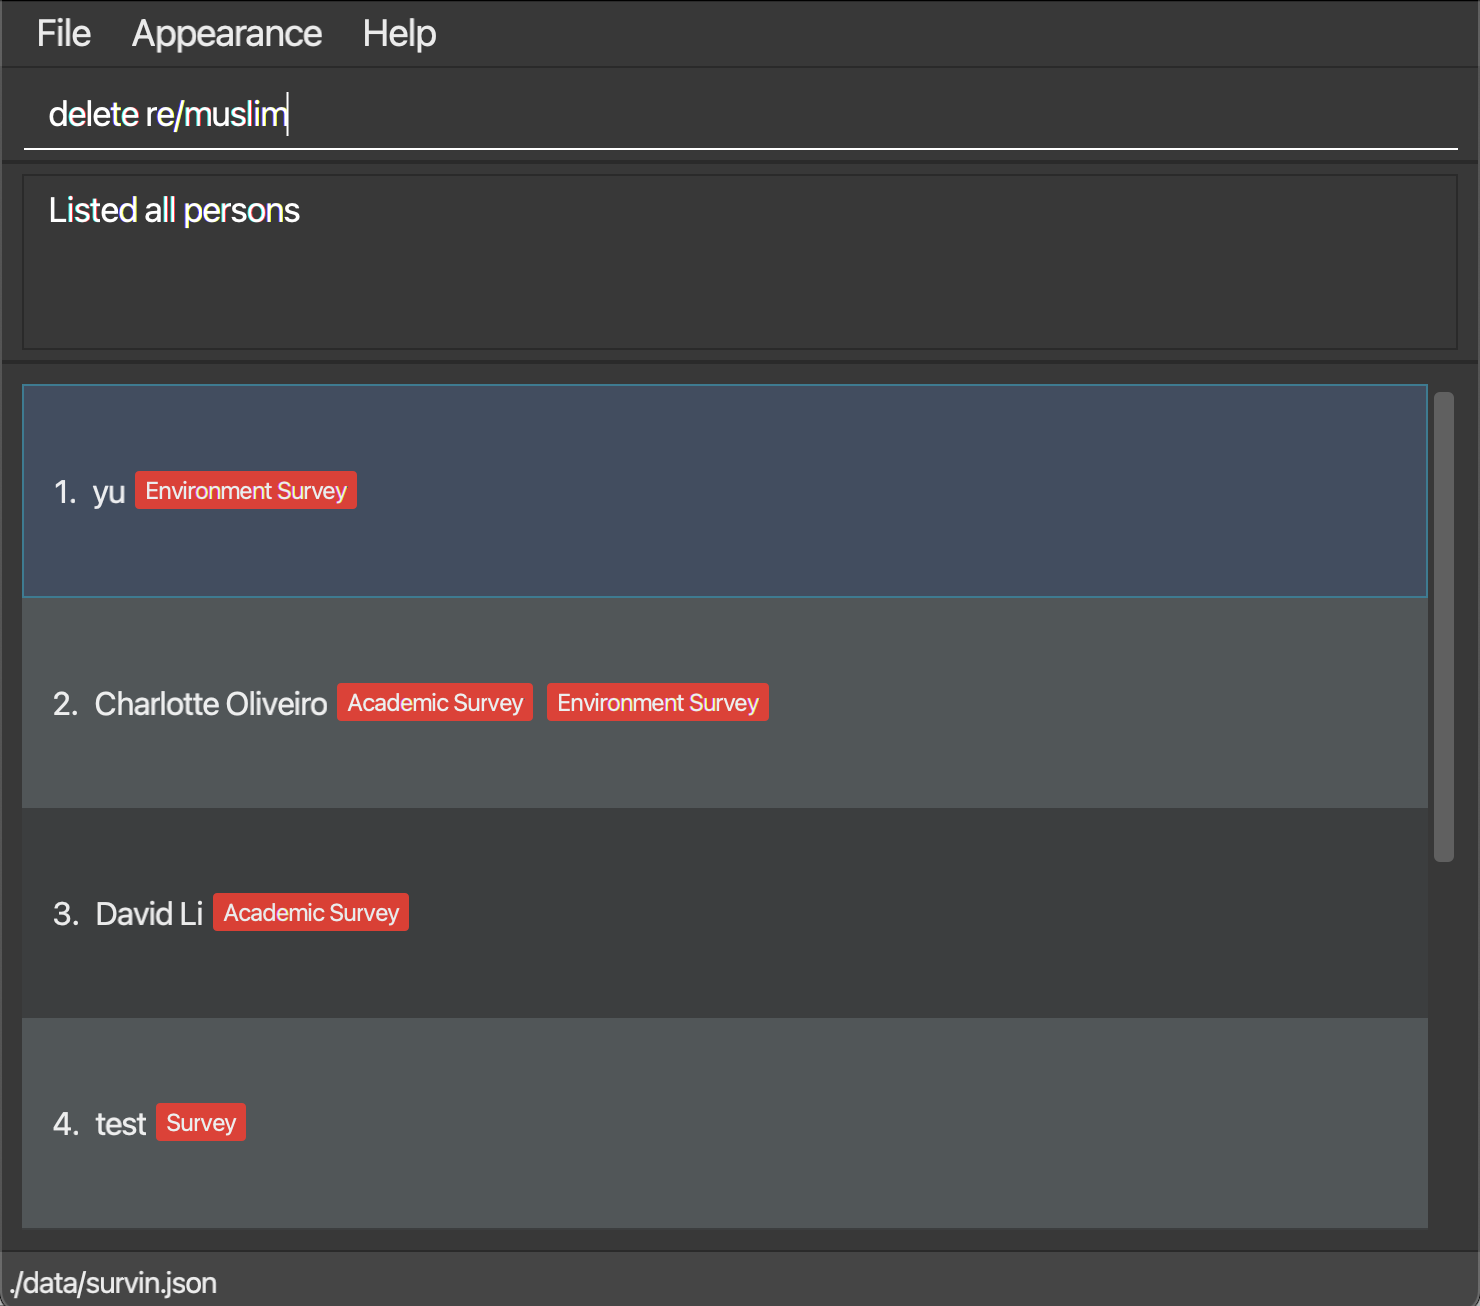 File Appearance Help
delete re/muslim
Listed all persons
1. yu Environment Survey
2. Charlotte Oliveiro Academic Survey Environment Survey
3. David Li Academic Survey
4. test Survey
./data/survin.json